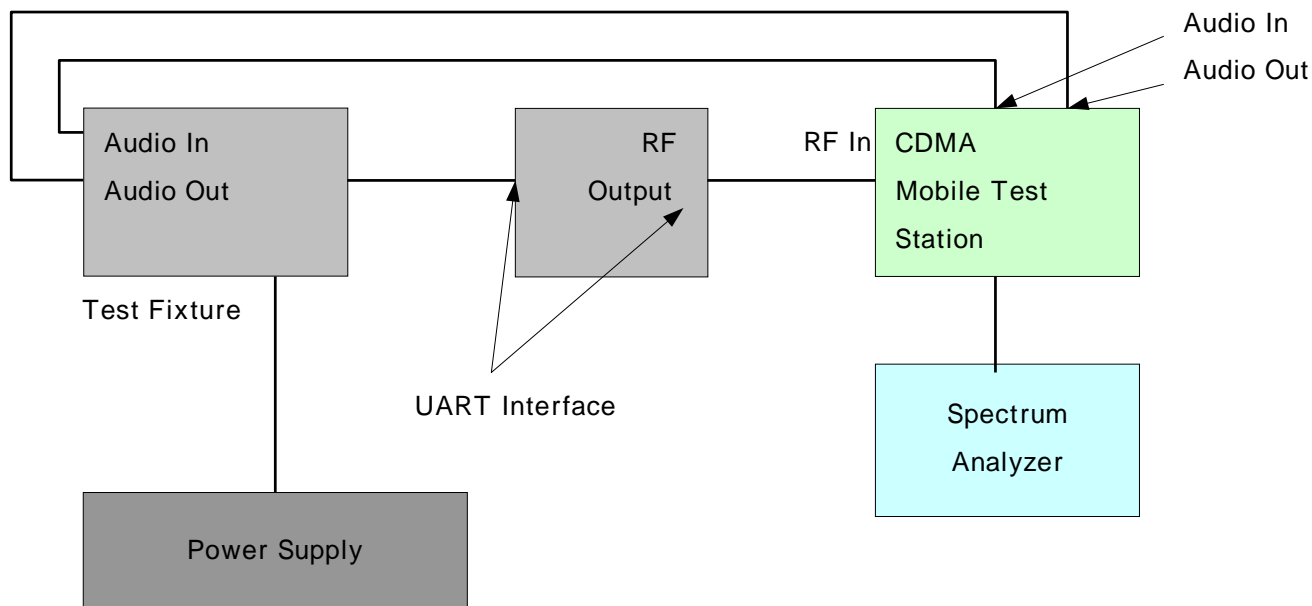 Audio In
Audio Out
Audio In
Audio Out
RF
Output
RF In
CDMA
Mobile Test
Station
Test Fixture
UART Interface
Spectrum
Analyzer
Power Supply